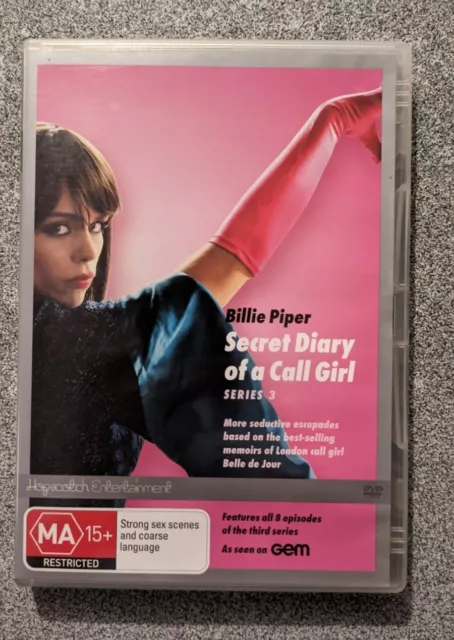 Billie Piper
Secret Diary
of a Call Girl
SERIES 3
More seductive escapades
based on the best-selling
memoirs of London call girl
Belle de Jour
Hopscotch Entertainment
DVD
MA 15+
RESTRICTED
Strong sex scenes
and coarse
language
Features all 8 episodes
of the third series
As seen on GEM